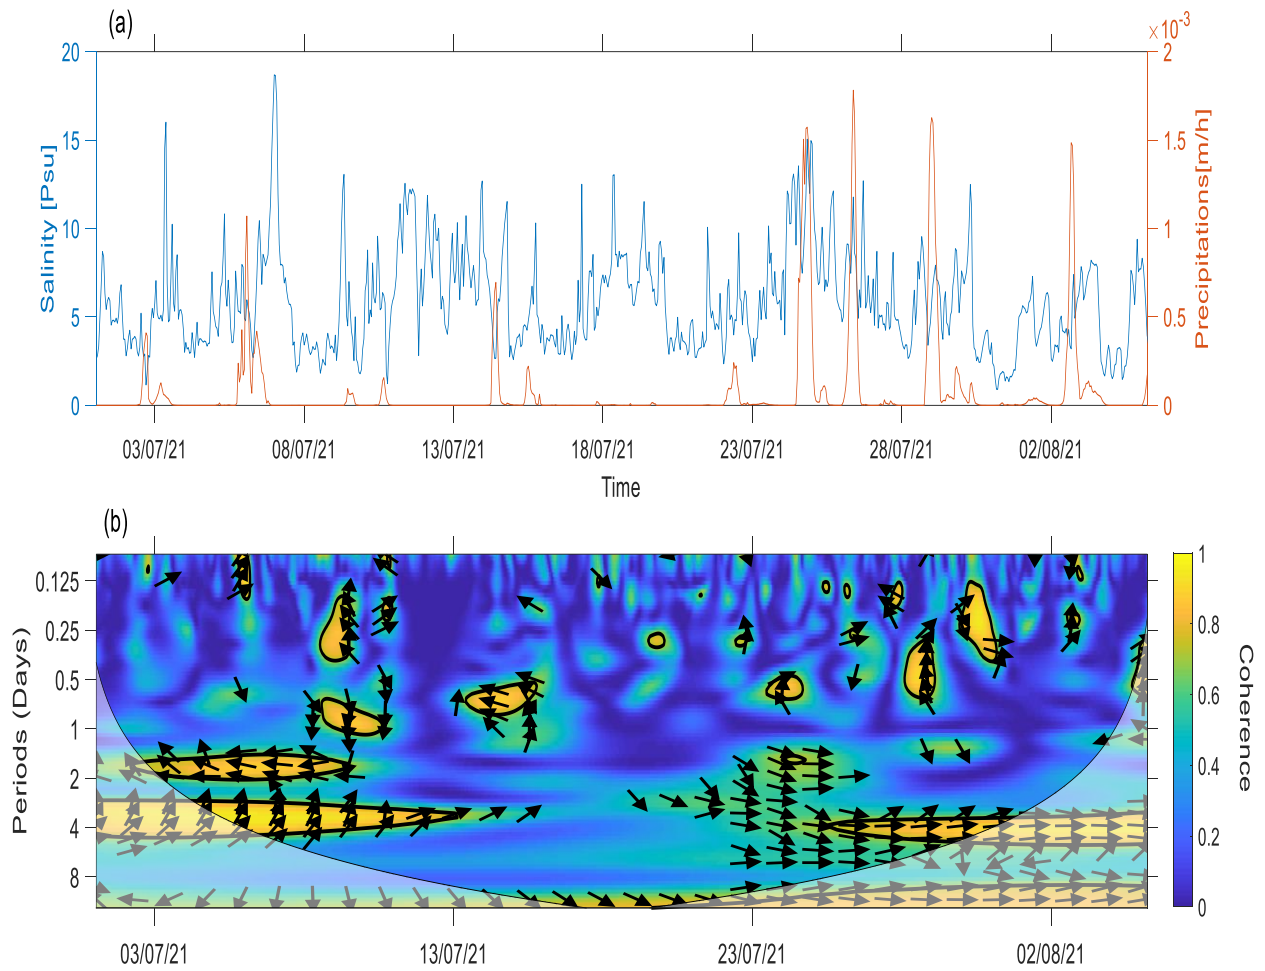 (a)
×10-3
20
15
10
5
0
Salinity [Psu]
2
1.5
1
0.5
0
Precipitations[m/h]
03/07/21 08/07/21 13/07/21 18/07/21 23/07/21 28/07/21 02/08/21
Time
(b)
0.125
0.25
0.5
1
2
4
8
Periods (Days)
1
0.8
0.6
0.4
0.2
0
Coherence
03/07/21 13/07/21 23/07/21 02/08/21